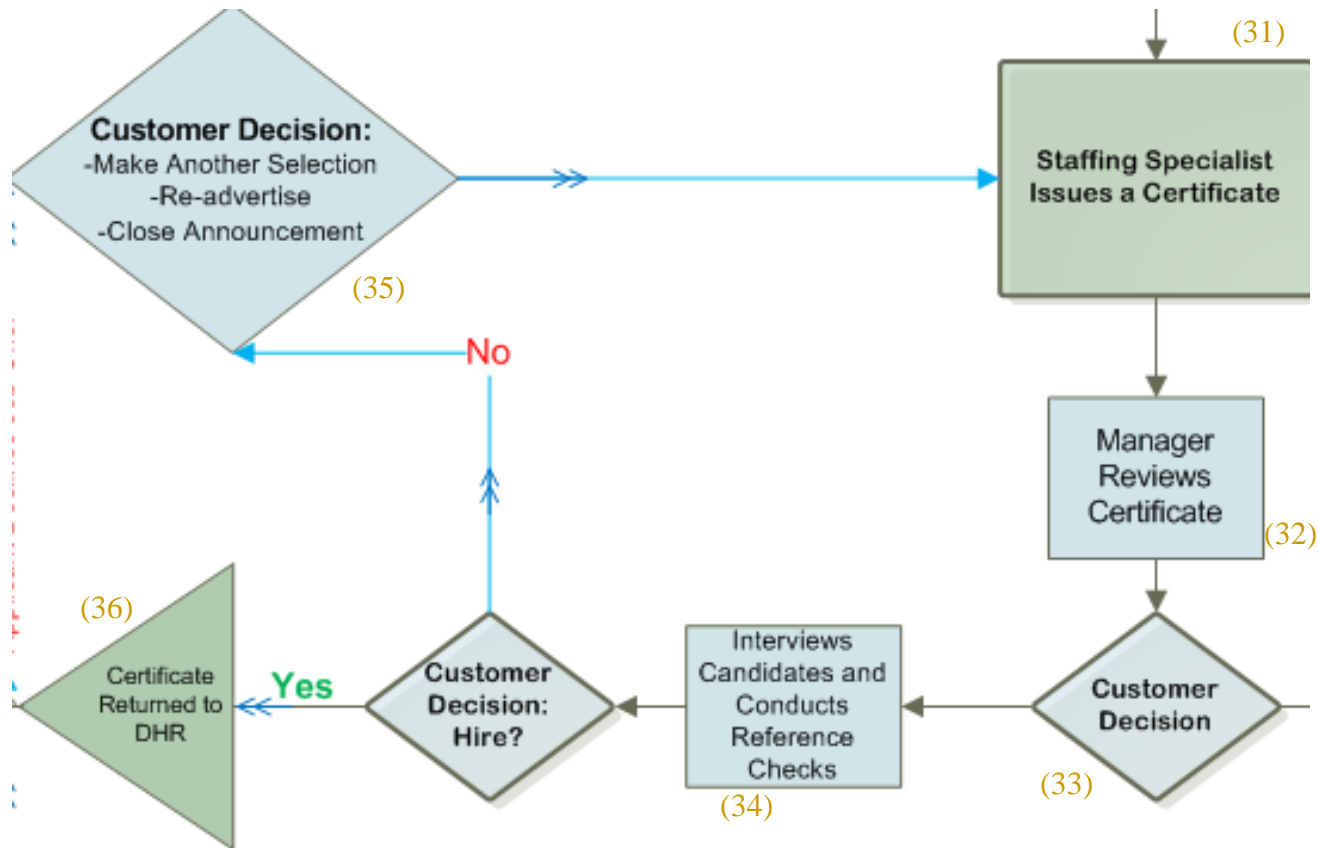 (31)
Customer Decision:
-Make Another Selection
-Re-advertise
-Close Announcement
(35)
Staffing Specialist
Issues a Certificate
No
Manager
Reviews
Certificate
(32)
(36)
Certificate
Returned to
DHR
Yes
Customer
Decision:
Hire?
Interviews
Candidates and
Conducts
Reference
Checks
(34)
Customer
Decision
(33)